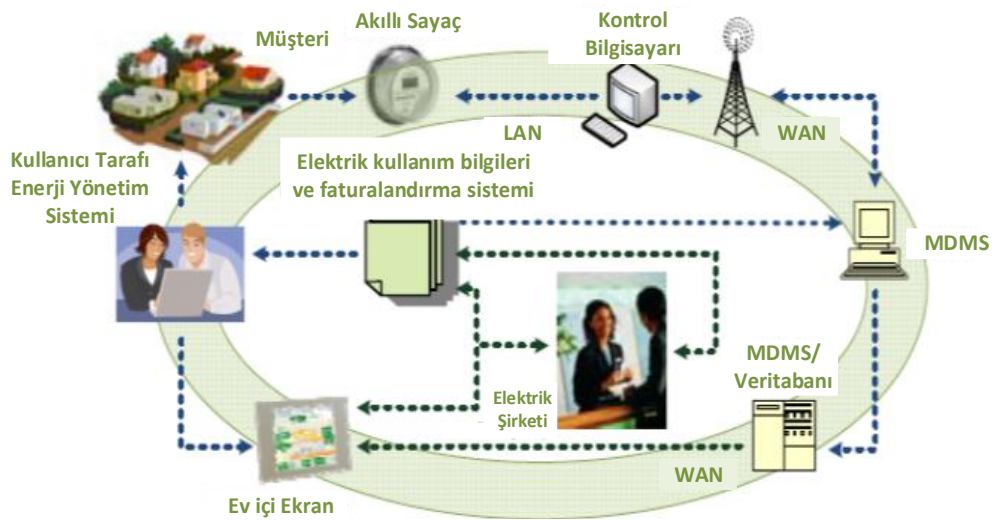 Akıllı Sayaç
Müşteri
Kontrol
Bilgisayarı
LAN
WAN
Kullanıcı Tarafı
Enerji Yönetim
Sistemi
Elektrik kullanım bilgileri
ve faturalandırma sistemi
MDMS
MDMS/
Veritabanı
Elektrik
Şirketi
WAN
Ev içi Ekran